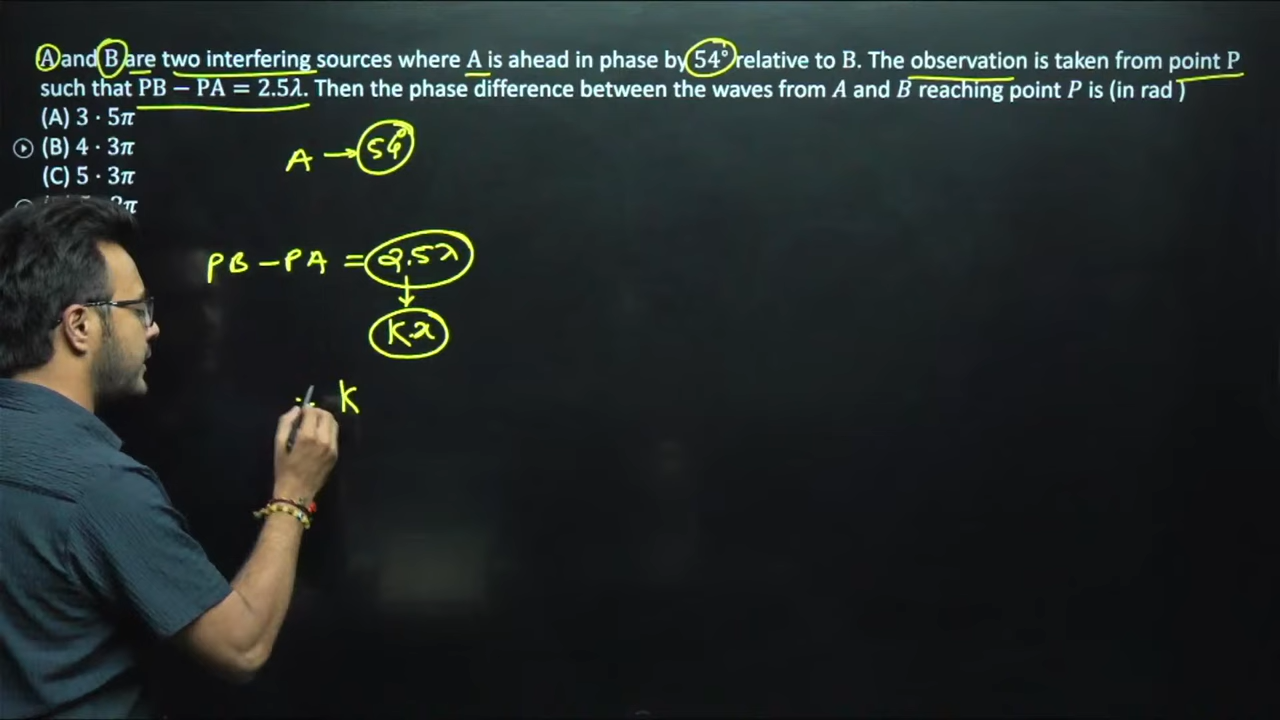 A and B are two interfering sources where A is ahead in phase by 54° relative to B. The observation is taken from point P
such that PB − PA = 2.5λ. Then the phase difference between the waves from A and B reaching point P is (in rad )
(A) 3 · 5π
(B) 4 · 3π
(C) 5 · 3π
A → 54°
PB − PA = 2.5λ
↓
K.λ
K